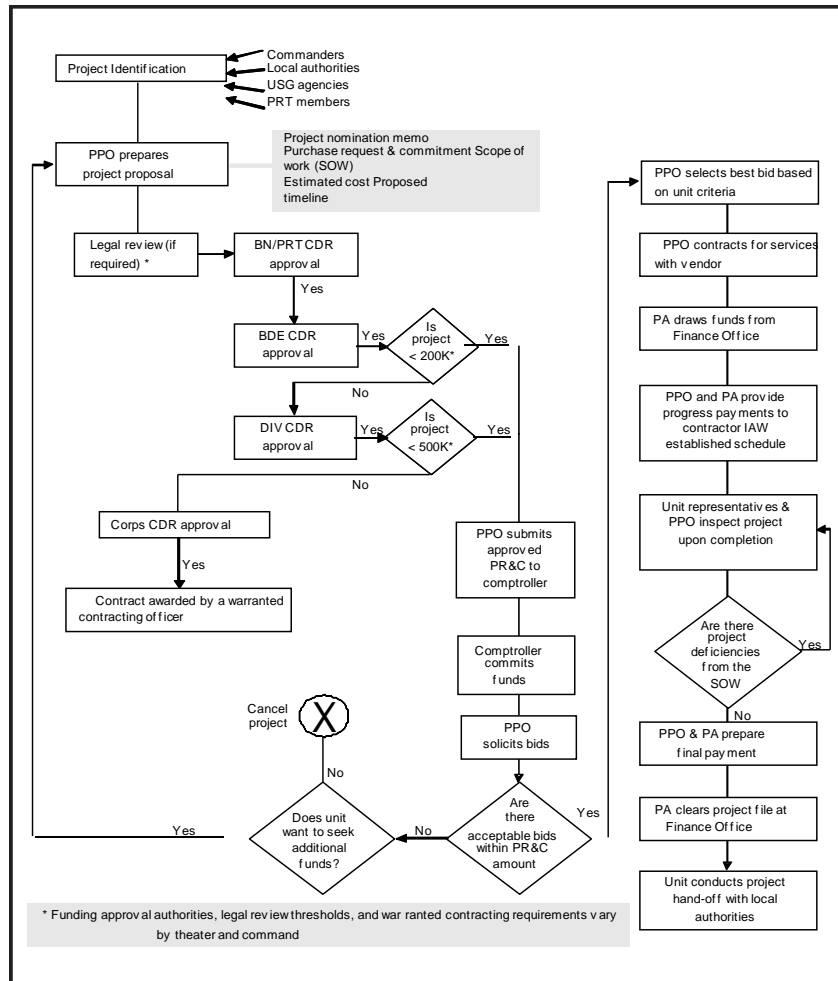 Project Identification
Commanders
Local authorities
USG agencies
PRT members
PPO prepares
project proposal
Project nomination memo
Purchase request & commitment Scope of
work (SOW)
Estimated cost Proposed
timeline
Legal review (if
required) *
BN/PRT CDR
approval
Yes
BDE CDR
approval
Yes
Is
project
< 200K*
Yes
No
DIV CDR
approval
Yes
Is
project
< 500K*
Yes
No
Corps CDR approval
Yes
Contract awarded by a warranted
contracting officer
PPO submits
approved
PR&C to
comptroller
Comptroller
commits
funds
PPO
solicits bids
Are
there
acceptable bids
within PR&C
amount
Yes
No
Does unit
want to seek
additional
funds?
Yes
No
Cancel
project
X
PPO selects best bid based
on unit criteria
PPO contracts for services
with vendor
PA draws funds from
Finance Office
PPO and PA provide
progress payments to
contractor IAW
established schedule
Unit representatives &
PPO inspect project
upon completion
Are there
project
deficiencies
from the
SOW
Yes
No
PPO & PA prepare
final payment
PA clears project file at
Finance Office
Unit conducts project
hand-off with local
authorities
* Funding approval authorities, legal review thresholds, and war ranted contracting requirements vary
by theater and command